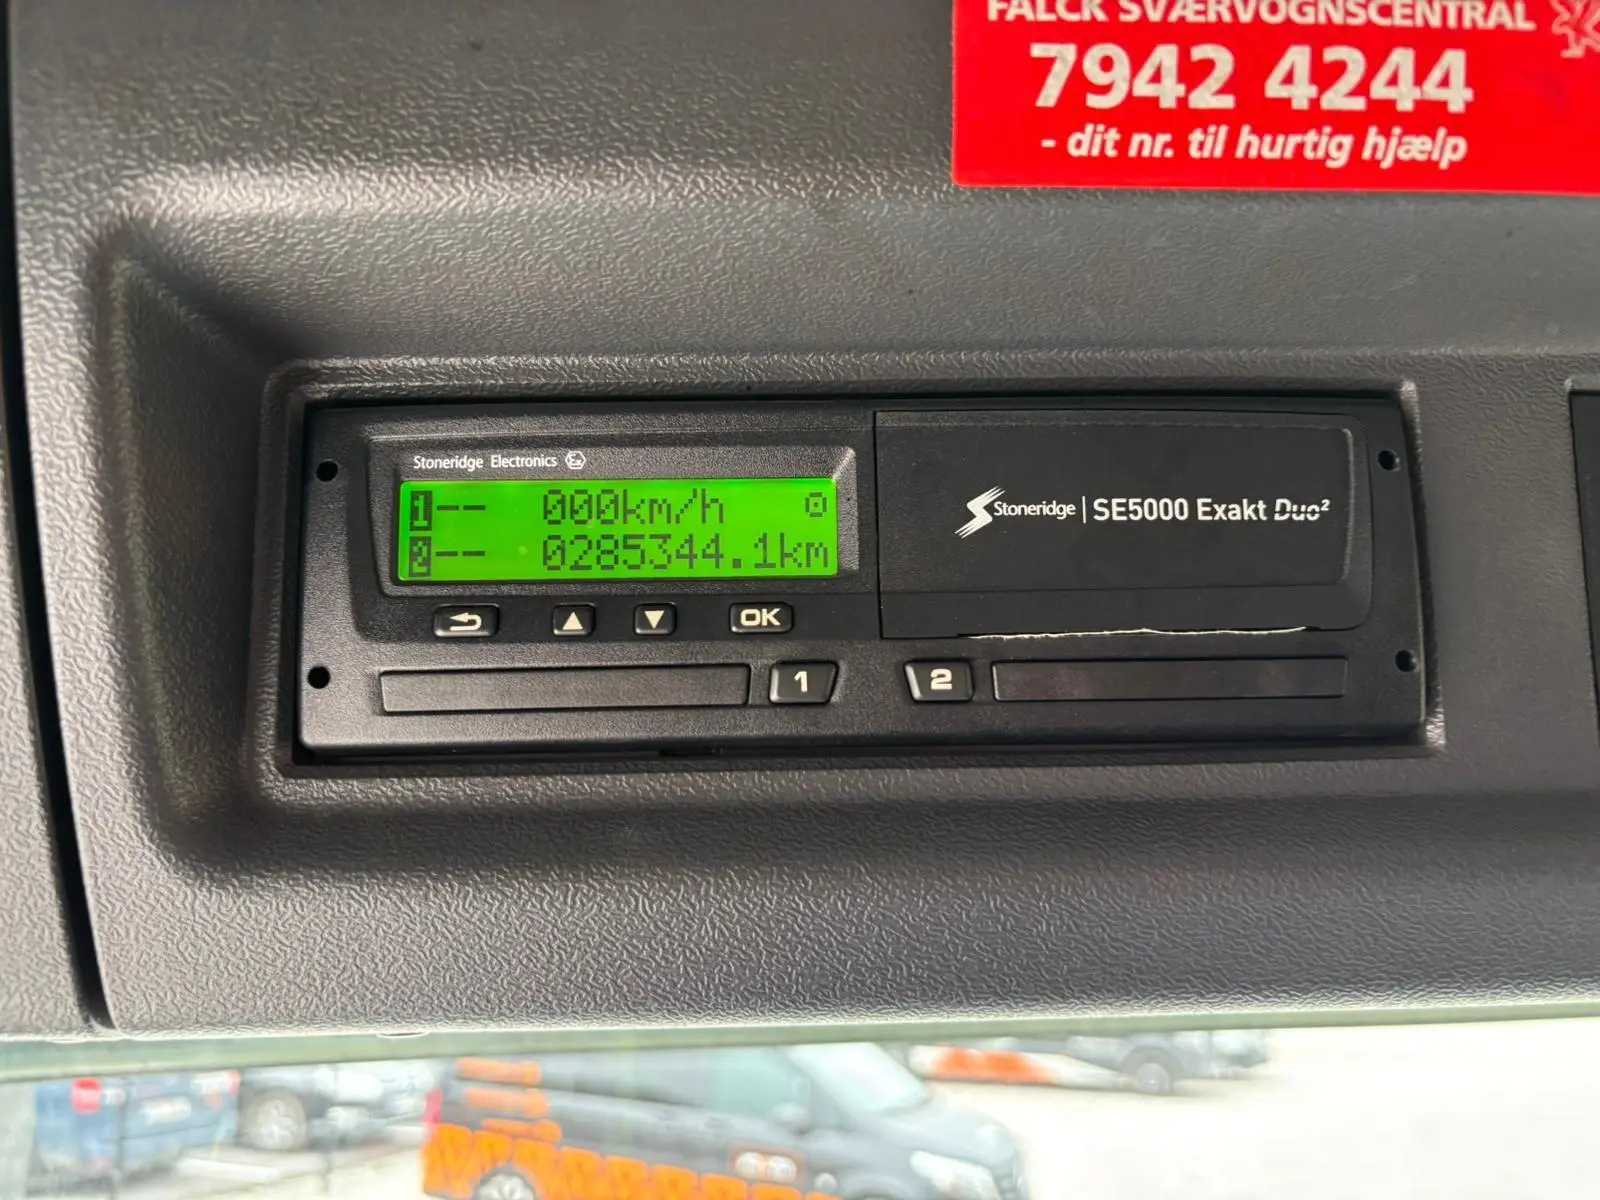 FALCK SVÆRVOGNSCENTRAL
7942 4244
- dit nr. til hurtig hjælp
Stoneridge Electronics Ex
1-- 000km/h
2-- 0285344.1km
Stoneridge | SE5000 Exakt Duo²
OK
1
2